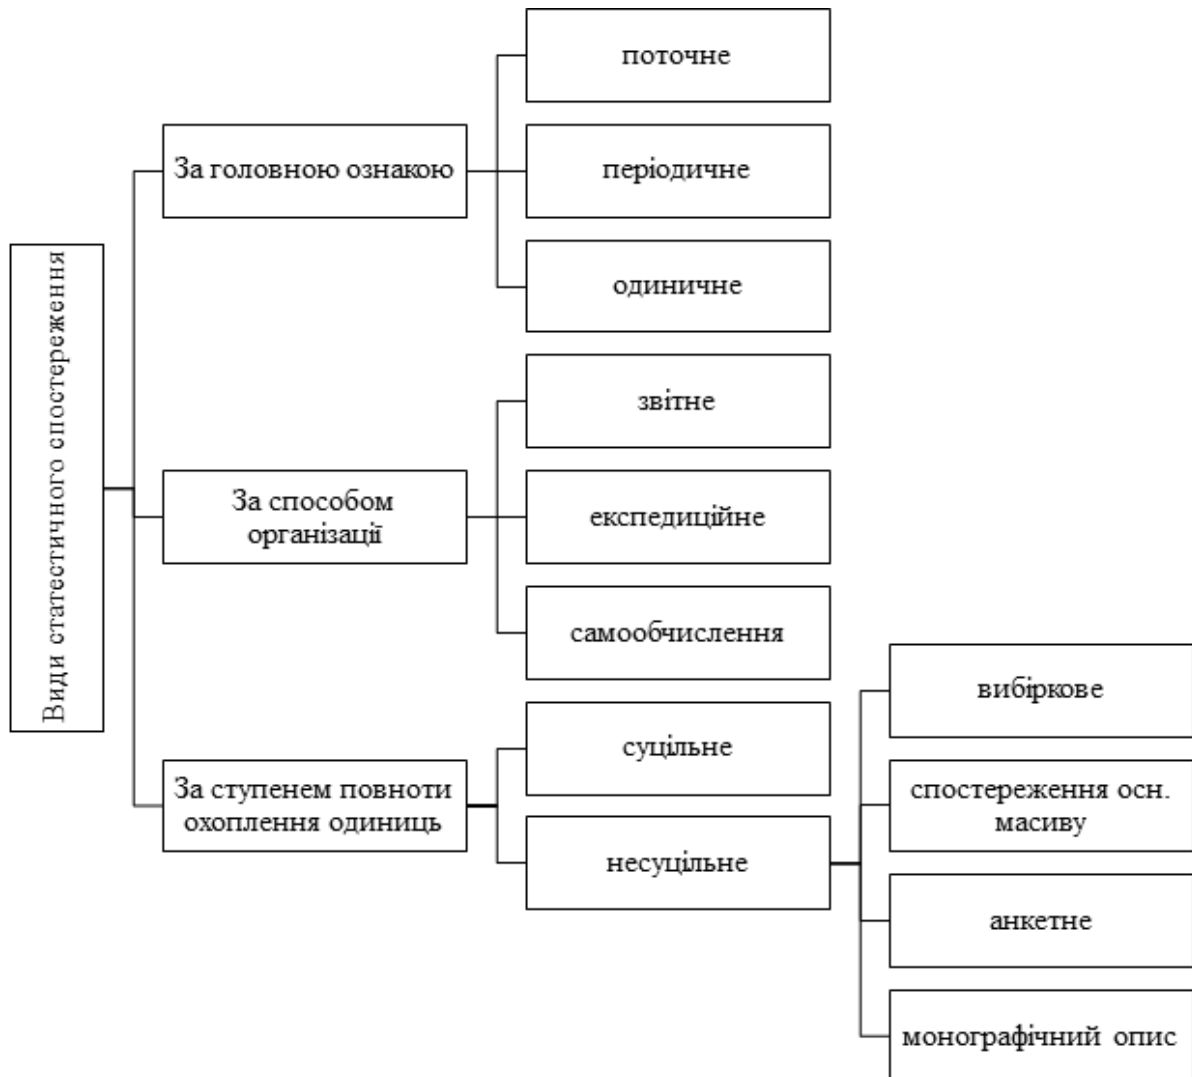 Види статестичного спостереження
За головною ознакою
поточне
періодичне
одиничне
За способом
організації
звітне
експедиційне
самообчислення
За ступенем повноти
охоплення одиниць
суцільне
несуцільне
вибіркове
спостереження осн.
масиву
анкетне
монографічний опис